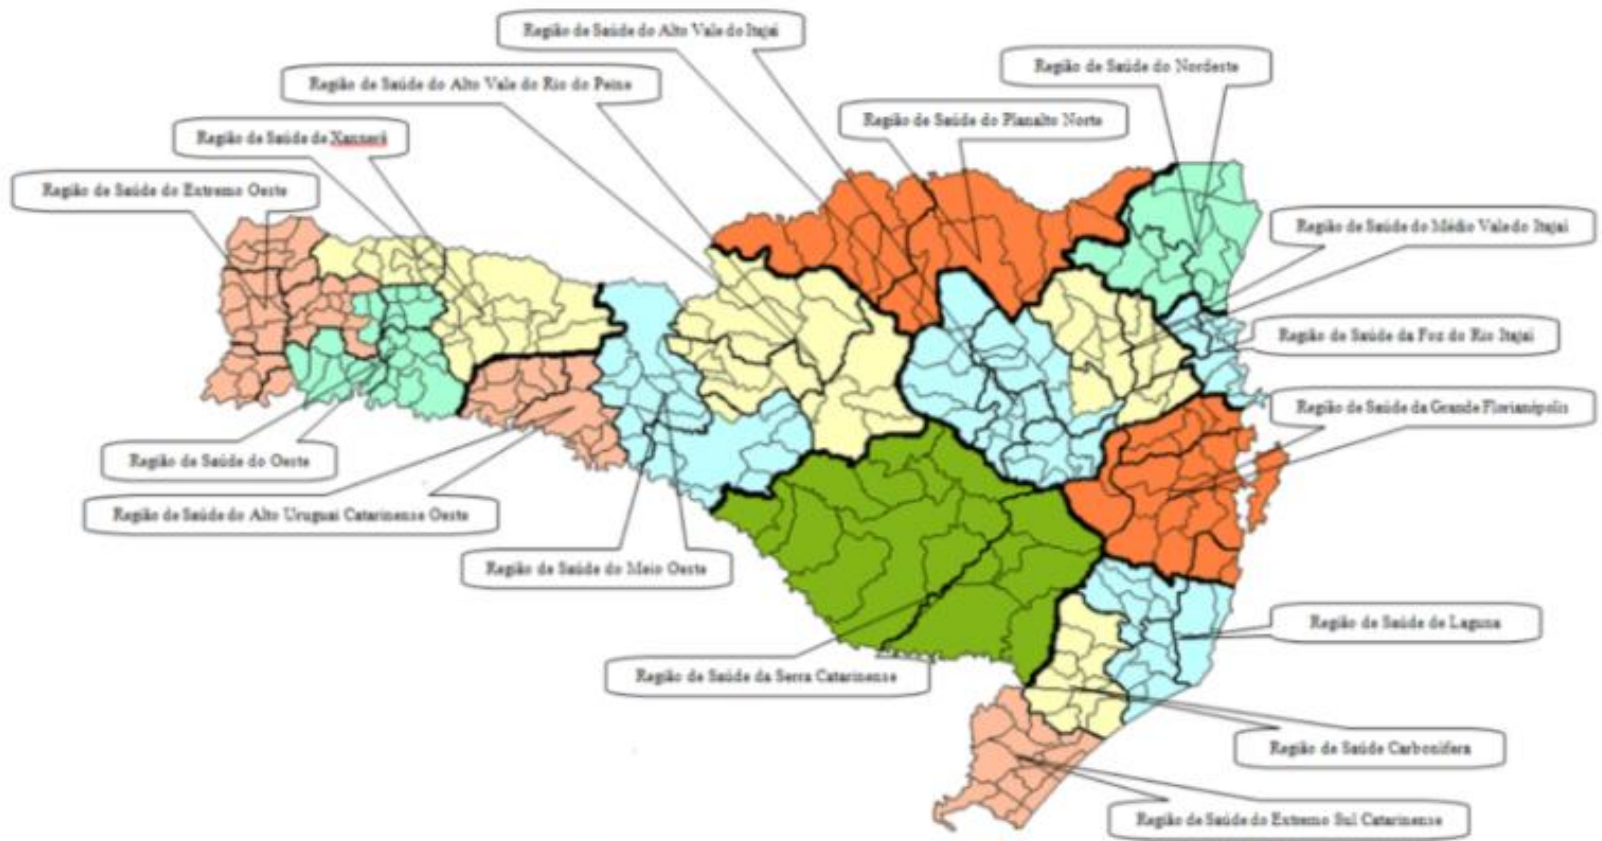 Região de Saúde do Alto Vale do Itajaí
Região de Saúde do Nordeste
Região de Saúde do Alto Vale do Rio do Peixe
Região de Saúde do Planalto Norte
Região de Saúde de Xanxerê
Região de Saúde do Extremo Oeste
Região de Saúde do Médio Vale do Itajaí
Região de Saúde da Foz do Rio Itajaí
Região de Saúde da Grande Florianópolis
Região de Saúde do Oeste
Região de Saúde do Alto Uruguai Catarinense Oeste
Região de Saúde do Meio Oeste
Região de Saúde de Laguna
Região de Saúde da Serra Catarinense
Região de Saúde Carbonífera
Região de Saúde do Extremo Sul Catarinense